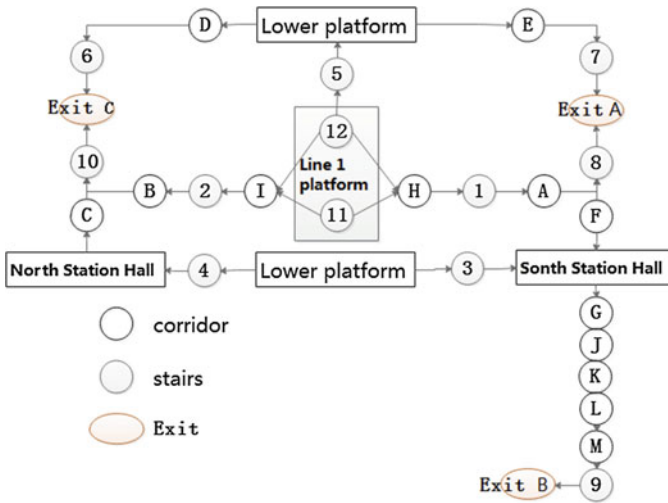 D
Lower platform
E
6
7
5
Exit C
Exit A
12
10
Line 1
platform
8
B
2
I
H
1
A
11
C
F
North Station Hall
4
Lower platform
3
Sonth Station Hall
G
corridor
J
stairs
K
L
Exit
M
Exit B
9